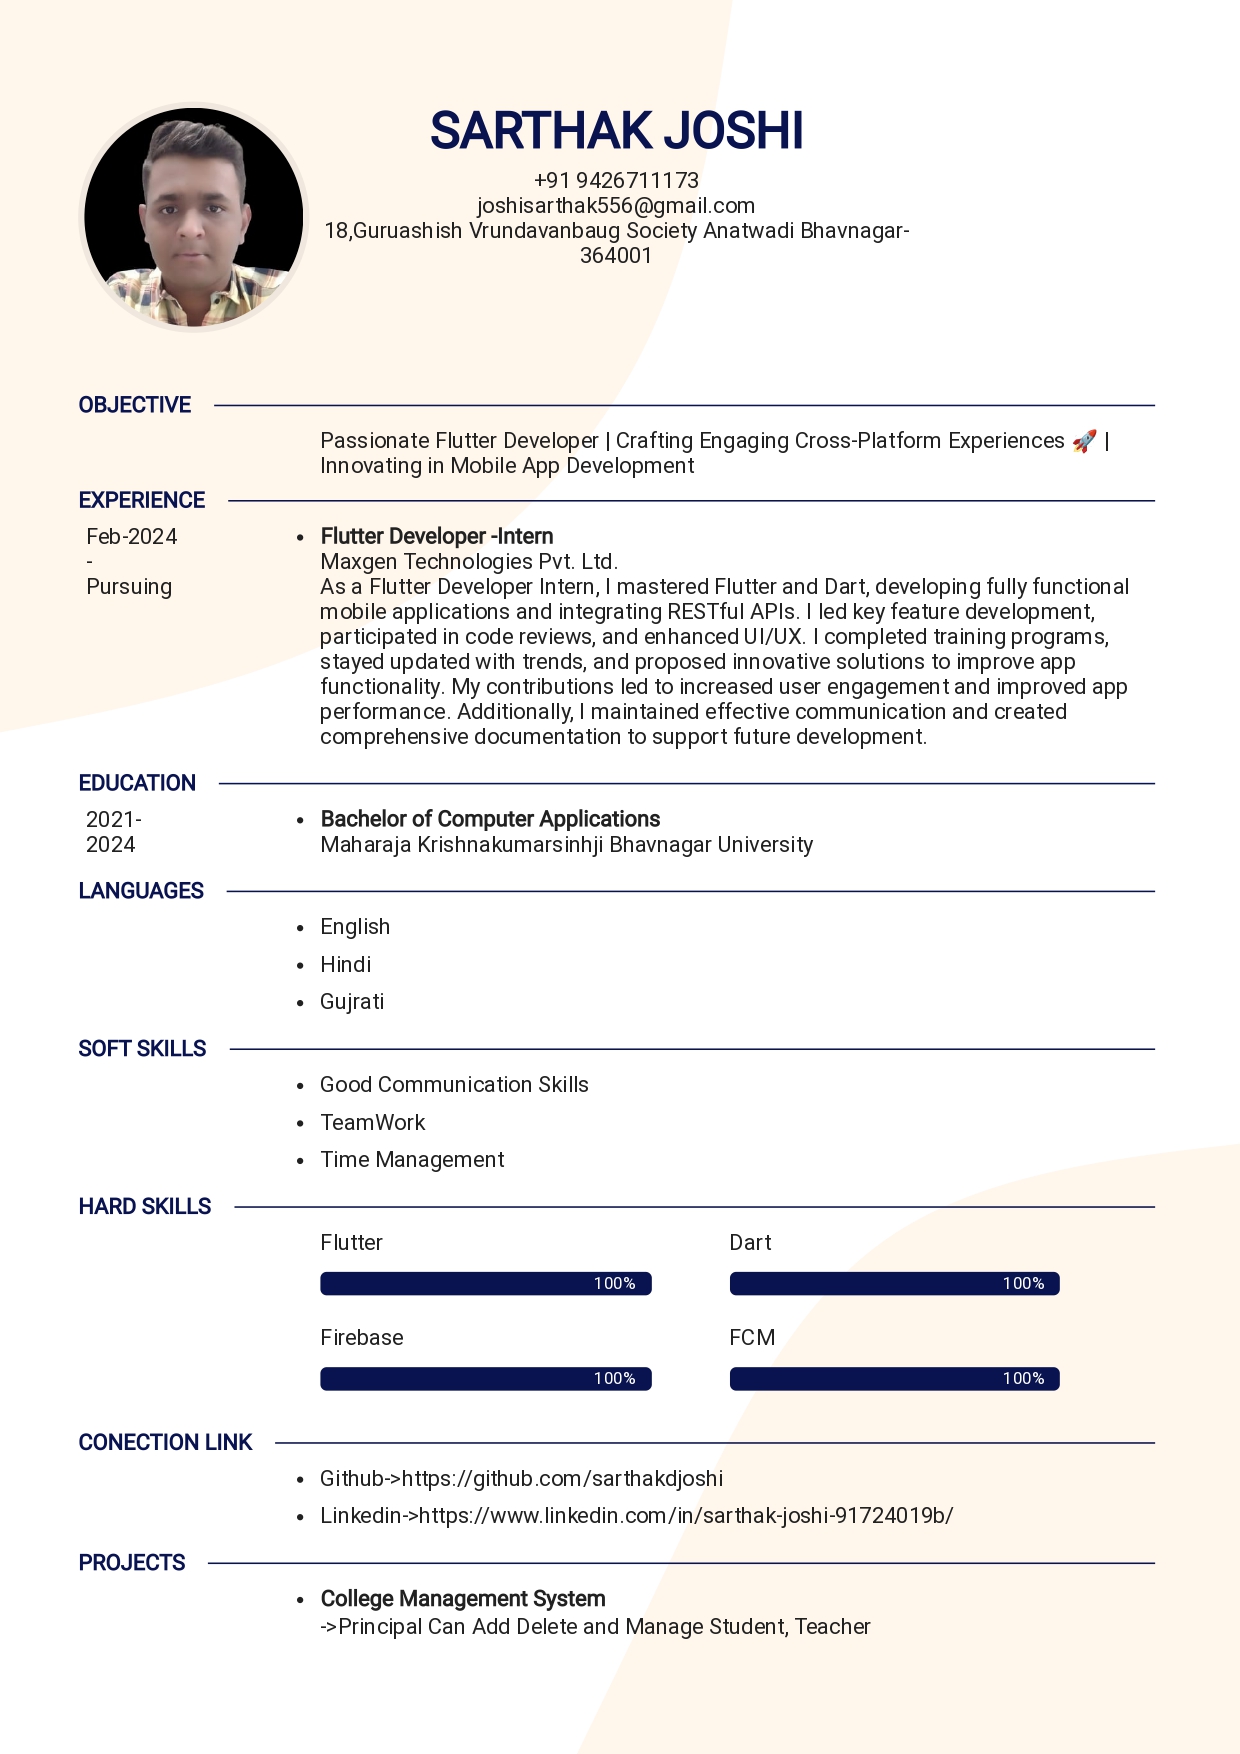 SARTHAK JOSHI
+91 9426711173
joshisarthak556@gmail.com
18,Guruashish Vrundavanbaug Society Anatwadi Bhavnagar-
364001
OBJECTIVE
Passionate Flutter Developer | Crafting Engaging Cross-Platform Experiences 🚀 |
Innovating in Mobile App Development
EXPERIENCE
Feb-2024
-
Pursuing
• Flutter Developer -Intern
Maxgen Technologies Pvt. Ltd.
As a Flutter Developer Intern, I mastered Flutter and Dart, developing fully functional
mobile applications and integrating RESTful APIs. I led key feature development,
participated in code reviews, and enhanced UI/UX. I completed training programs,
stayed updated with trends, and proposed innovative solutions to improve app
functionality. My contributions led to increased user engagement and improved app
performance. Additionally, I maintained effective communication and created
comprehensive documentation to support future development.
EDUCATION
2021-
2024
• Bachelor of Computer Applications
Maharaja Krishnakumarsinhji Bhavnagar University
LANGUAGES
• English
• Hindi
• Gujrati
SOFT SKILLS
• Good Communication Skills
• TeamWork
• Time Management
HARD SKILLS
Flutter
100%
Dart
100%
Firebase
100%
FCM
100%
CONECTION LINK
• Github->https://github.com/sarthakdjoshi
• Linkedin->https://www.linkedin.com/in/sarthak-joshi-91724019b/
PROJECTS
• College Management System
->Principal Can Add Delete and Manage Student, Teacher